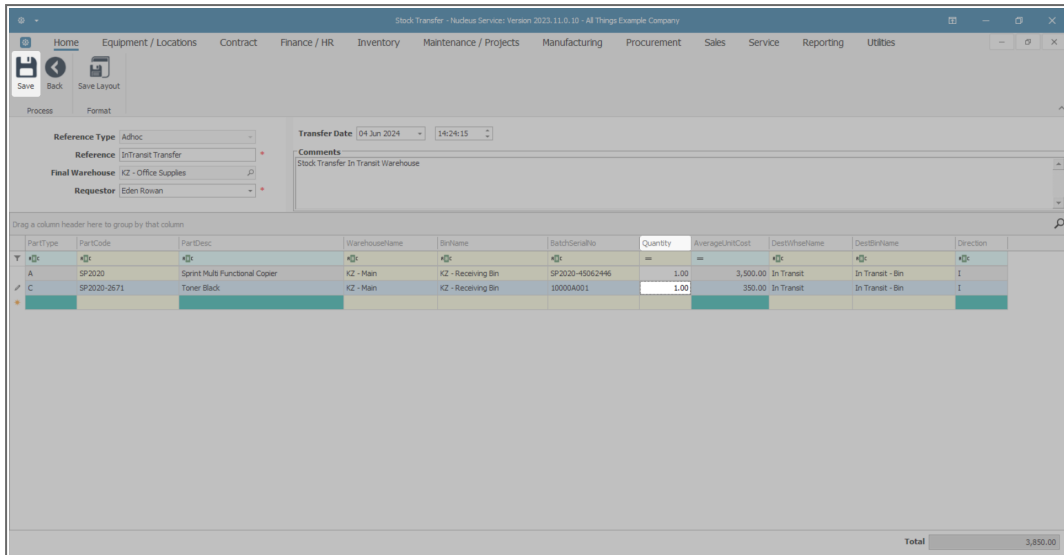 Stock Transfer - Nucleus Service: Version 2023.11.0.10 - All Things Example Company
Home Equipment / Locations Contract Finance / HR Inventory Maintenance / Projects Manufacturing Procurement Sales Service Reporting Utilities
Save Back Save Layout
Process Format
Reference Type Adhoc
Transfer Date 04 Jun 2024 14:24:15
Reference InTransit Transfer *
Comments
Stock Transfer In Transit Warehouse
Final Warehouse KZ - Office Supplies
Requestor Eden Rowan *
Drag a column header here to group by that column
PartType PartCode PartDesc WarehouseName BinName BatchSerialNo Quantity AverageUnitCost DestWhseName DestBinName Direction
A SP2020 Sprint Multi Functional Copier KZ - Main KZ - Receiving Bin SP2020-45062446 1.00 3,500.00 In Transit In Transit - Bin I
C SP2020-2671 Toner Black KZ - Main KZ - Receiving Bin 10000A001 1.00 350.00 In Transit In Transit - Bin I
Total 3,850.00